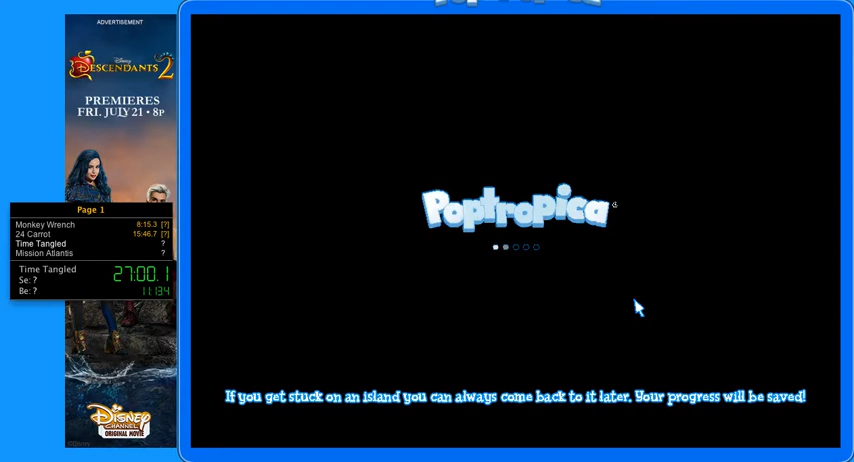 Poptropica
ADVERTISEMENT
Disney
DESCENDANTS 2
PREMIERES
FRI. JULY 21 • 8P
Poptropica
Page 1
Monkey Wrench 8:15.3 [?]
24 Carrot 15:46.7 [?]
Time Tangled ?
Mission Atlantis ?
Time Tangled 27:00.1
Se: ?
Be: ? 11:13.4
If you get stuck on an island you can always come back to it later. Your progress will be saved!
Disney
CHANNEL
ORIGINAL MOVIE